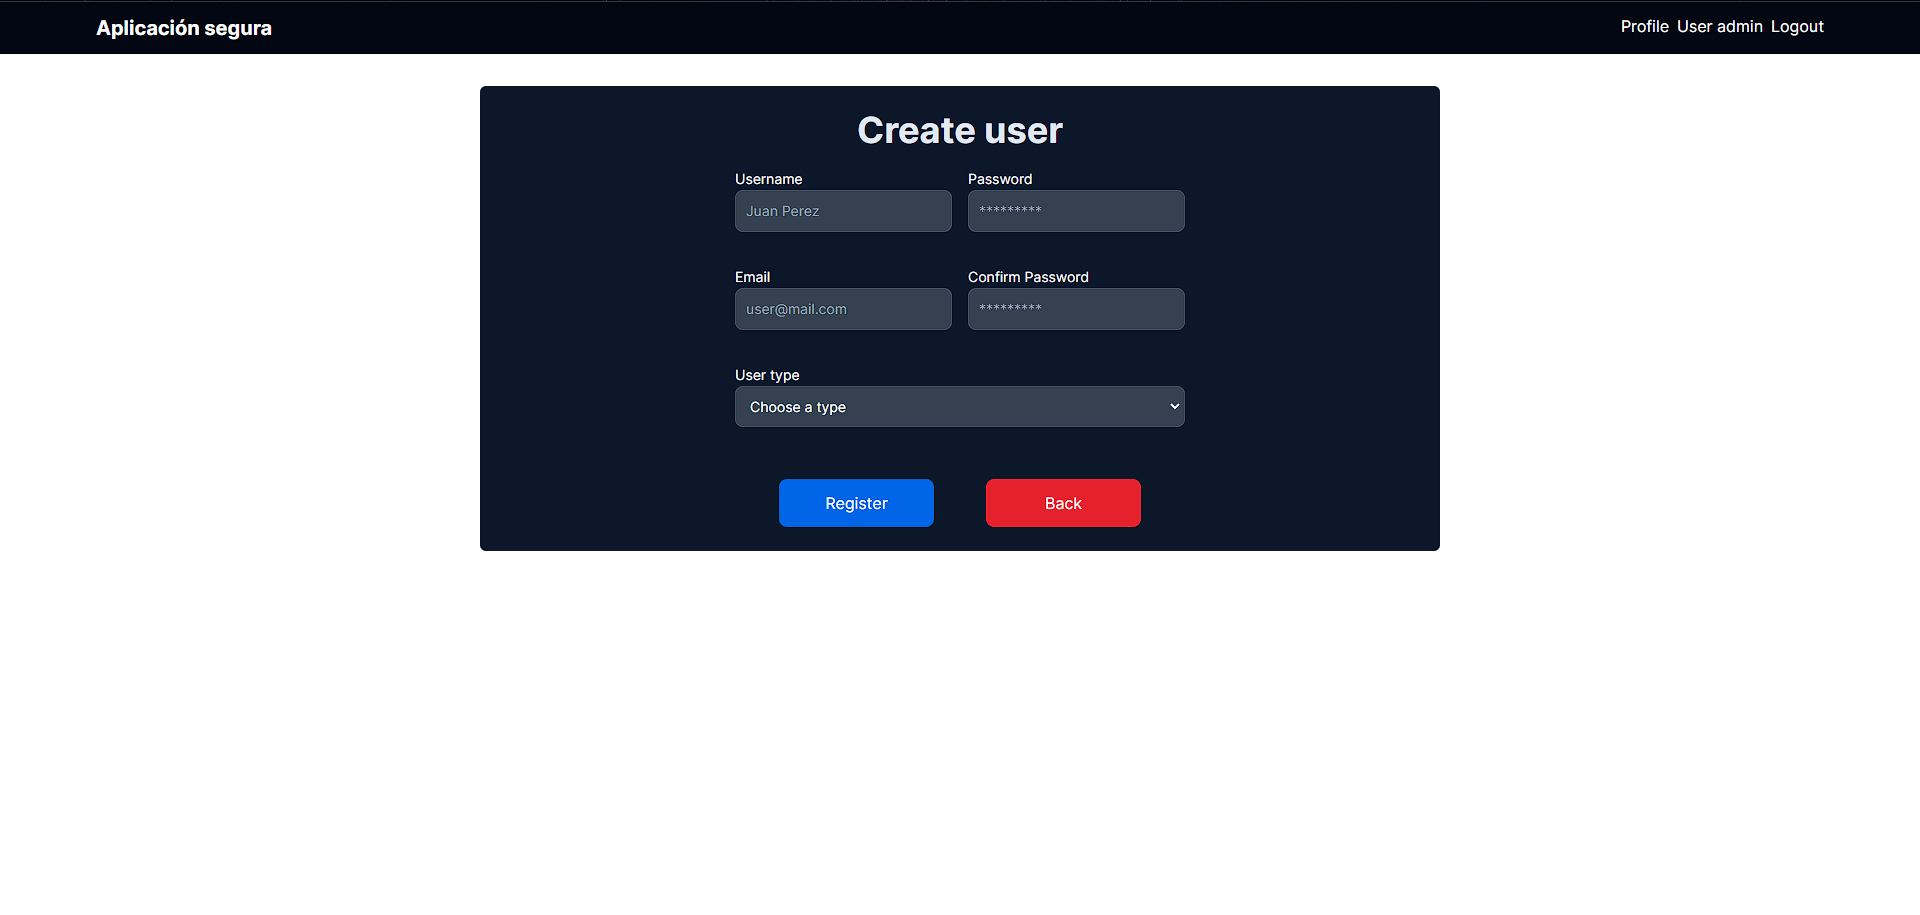 Aplicación segura
Profile User admin Logout
Create user
Username
Password
Juan Perez
*********
Email
Confirm Password
user@mail.com
*********
User type
Choose a type
Register
Back